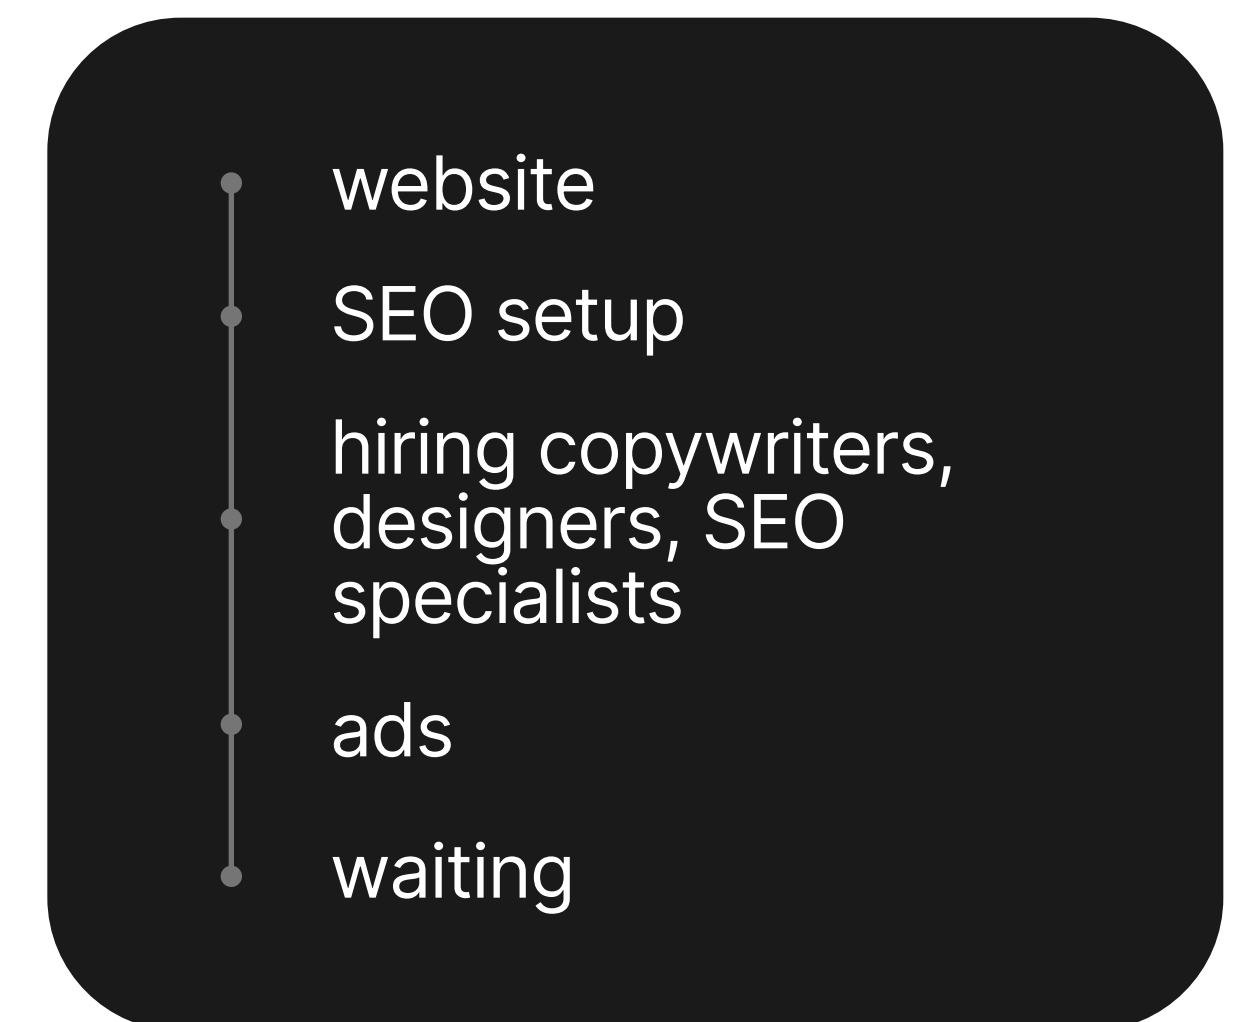 website
SEO setup
hiring copywriters,
designers, SEO
specialists
ads
waiting